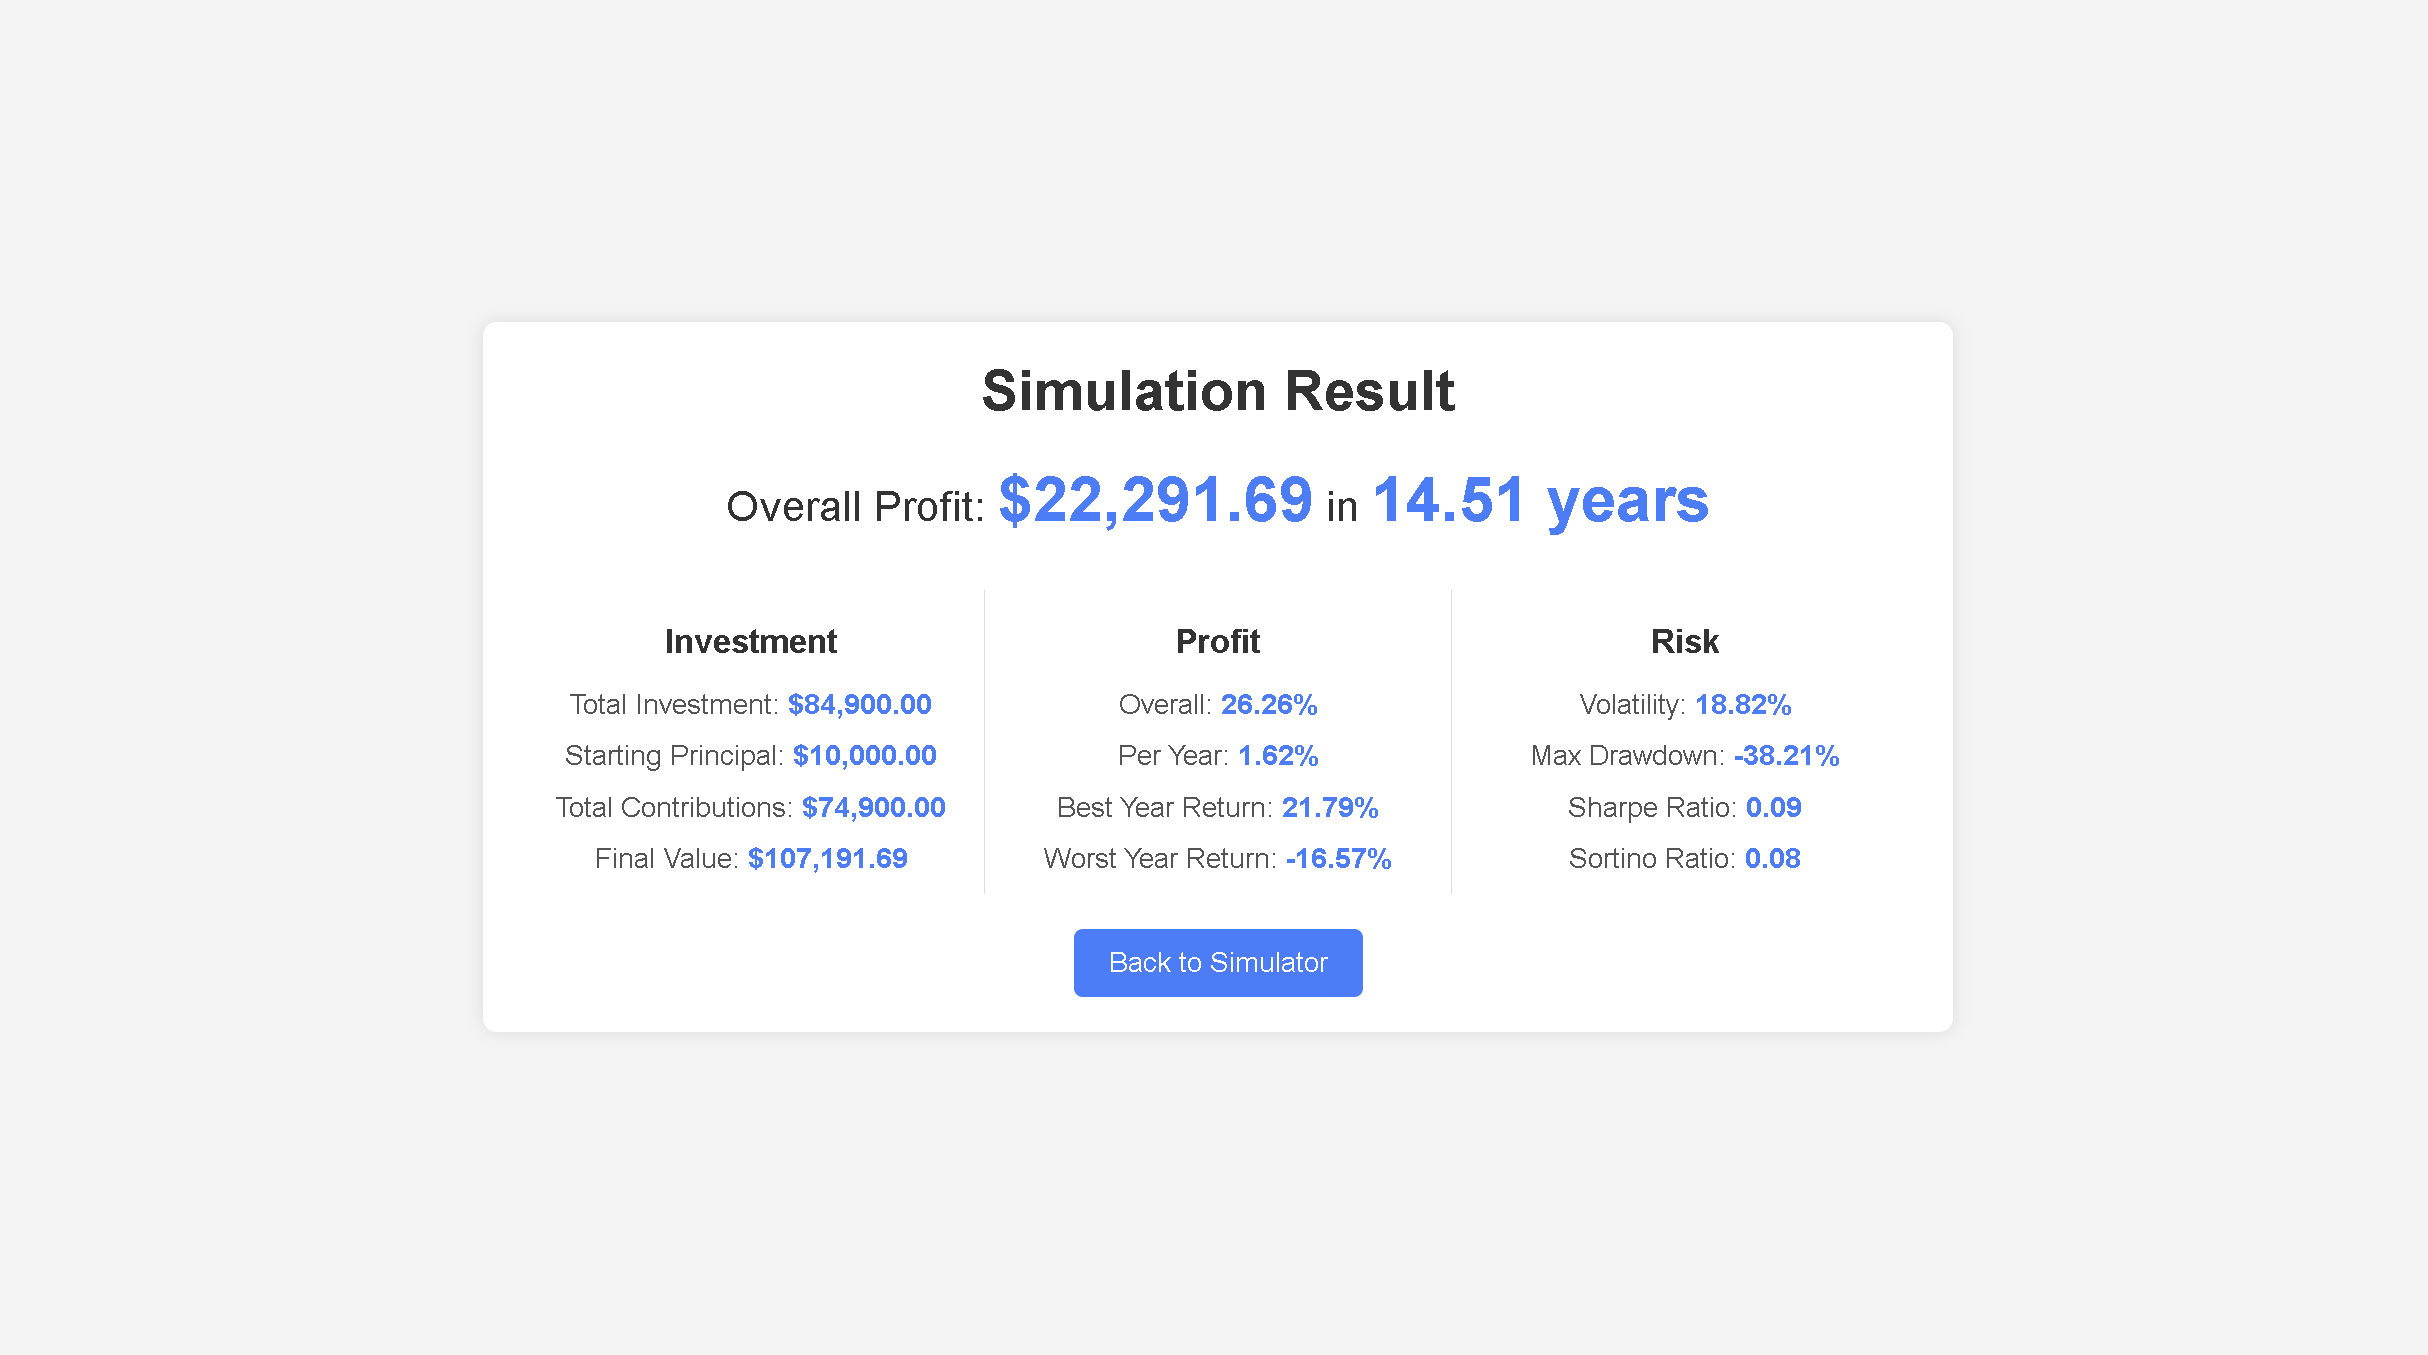 Simulation Result
Overall Profit: $22,291.69 in 14.51 years
Investment
Total Investment: $84,900.00
Starting Principal: $10,000.00
Total Contributions: $74,900.00
Final Value: $107,191.69
Profit
Overall: 26.26%
Per Year: 1.62%
Best Year Return: 21.79%
Worst Year Return: -16.57%
Risk
Volatility: 18.82%
Max Drawdown: -38.21%
Sharpe Ratio: 0.09
Sortino Ratio: 0.08
Back to Simulator